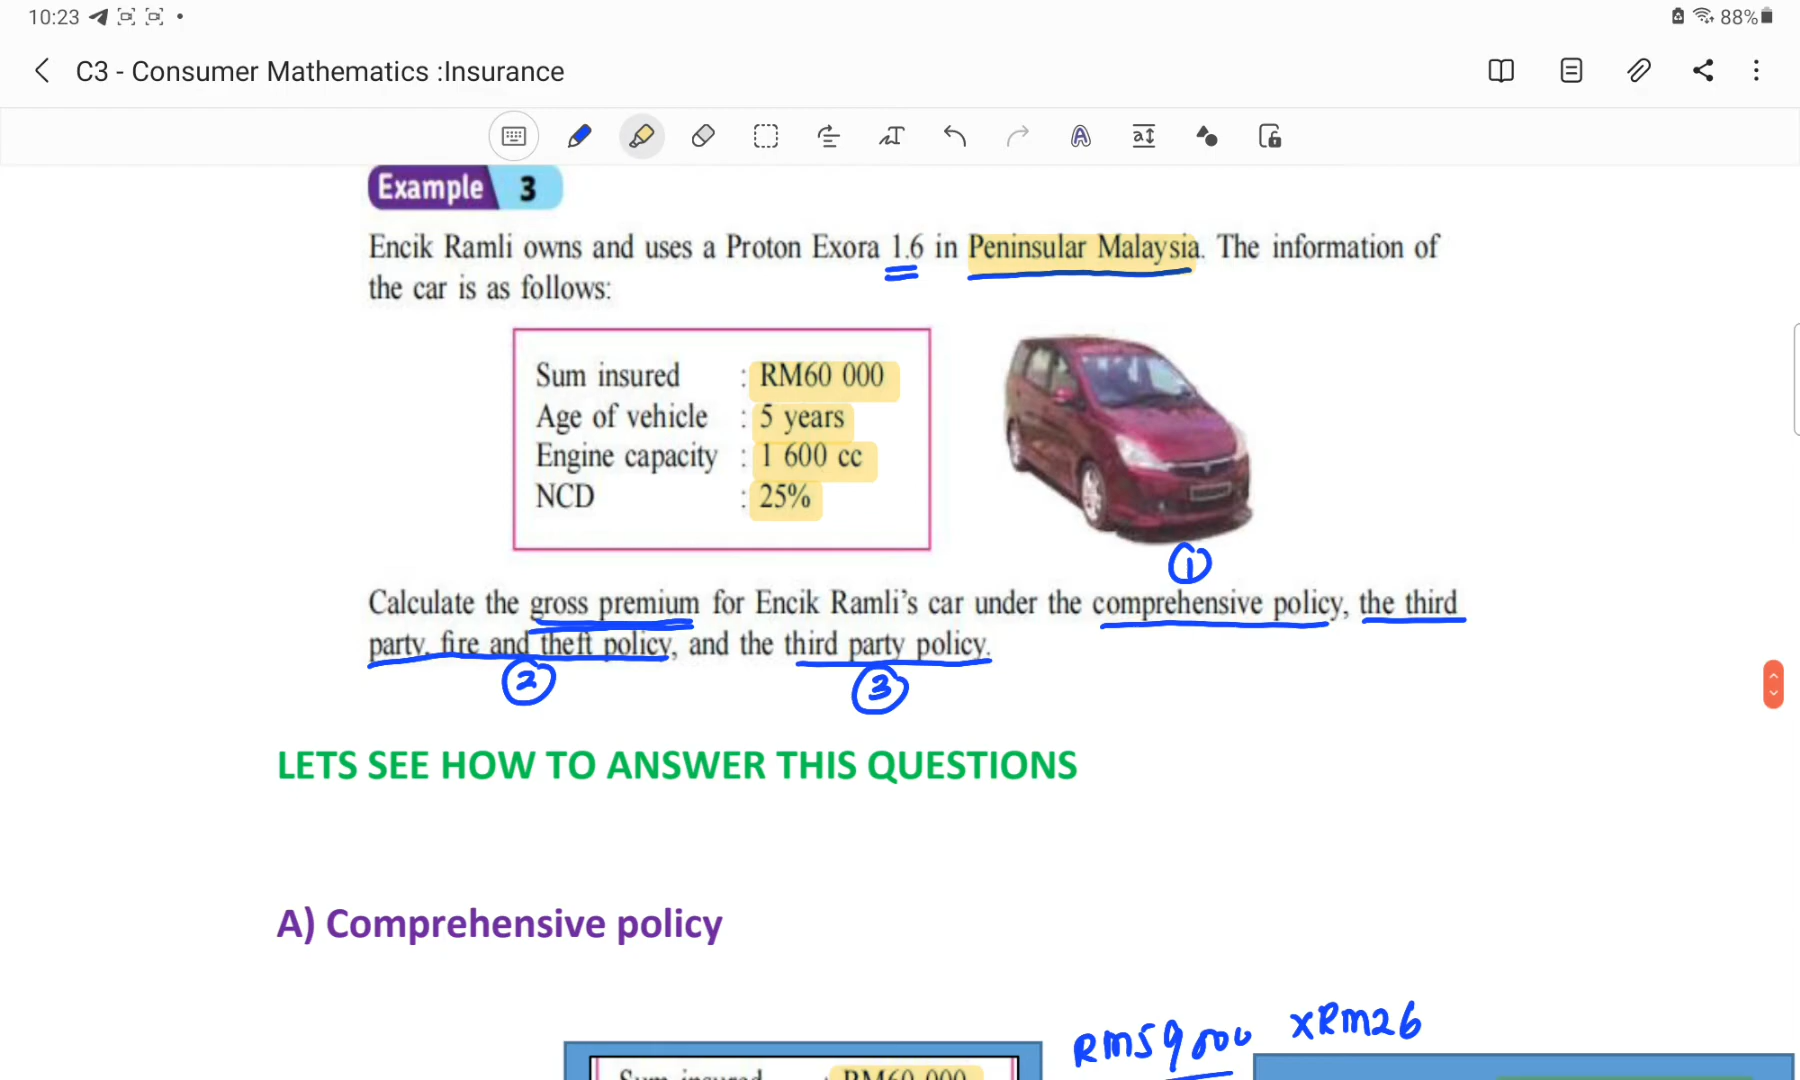 10:23 88%
C3 - Consumer Mathematics :Insurance
Example 3
Encik Ramli owns and uses a Proton Exora 1.6 in Peninsular Malaysia. The information of
the car is as follows:
Sum insured : RM60 000
Age of vehicle : 5 years
Engine capacity : 1 600 cc
NCD : 25%
1
Calculate the gross premium for Encik Ramli's car under the comprehensive policy, the third
party, fire and theft policy, and the third party policy.
2 3
LETS SEE HOW TO ANSWER THIS QUESTIONS
A) Comprehensive policy
RM59000 xRM26
Sum insured : RM60 000